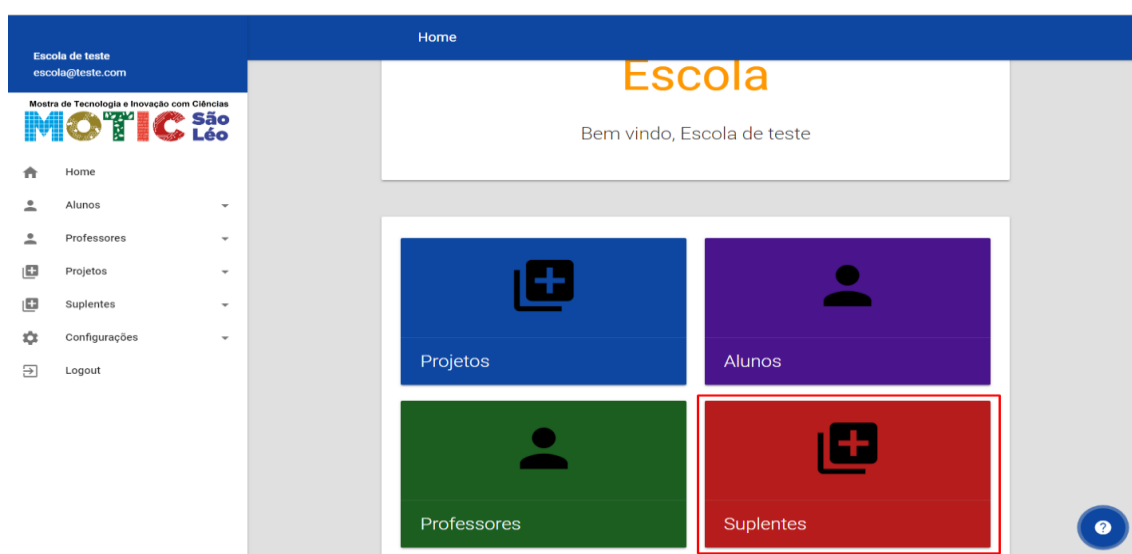 Escola de teste
escola@teste.com
Mostra de Tecnologia e Inovação com Ciências
MOTIC São Léo
Home
Alunos
Professores
Projetos
Suplentes
Configurações
Logout
Home
Escola
Bem vindo, Escola de teste
Projetos
Alunos
Professores
Suplentes
?